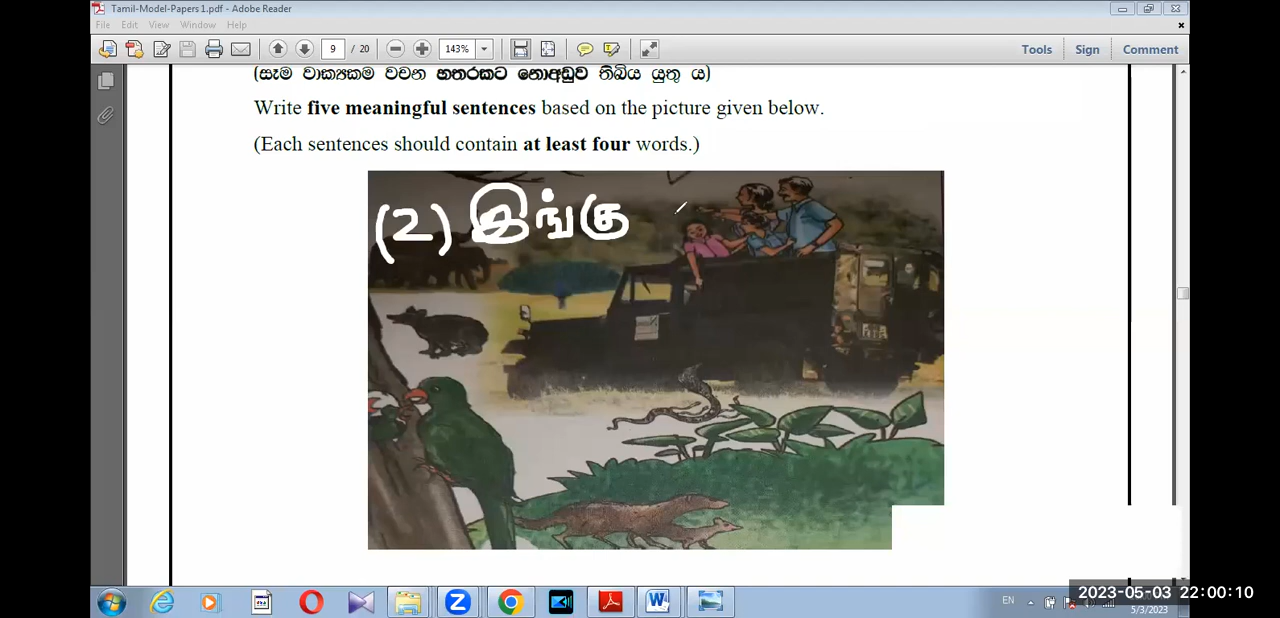 Tamil-Model-Papers 1.pdf - Adobe Reader
File Edit View Window Help
9 / 20 143% Tools Sign Comment
(සෑම වාක්‍යකම වචන හතරකට නොඅඩුව තිබිය යුතු ය)
Write five meaningful sentences based on the picture given below.
(Each sentences should contain at least four words.)
(2) இங்கு
EN
2023-05-03 22:00:10
5/3/2023